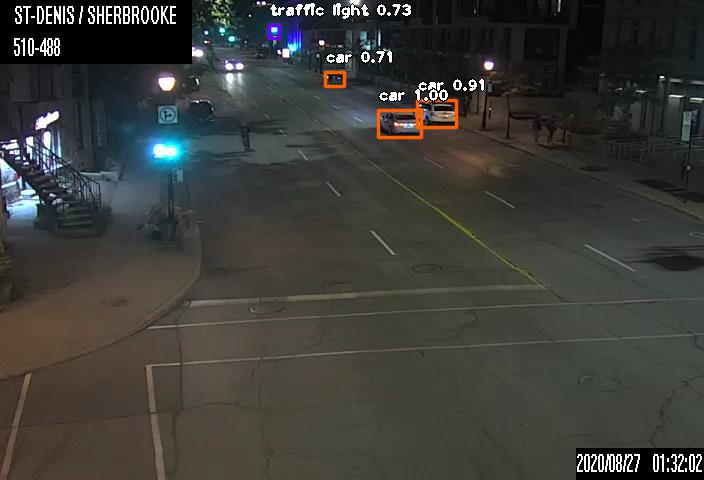 ST-DENIS / SHERBROOKE
510-488
traffic light 0.73
car 0.71
car 0.91
car 1.00
2020/08/27 01:32:02